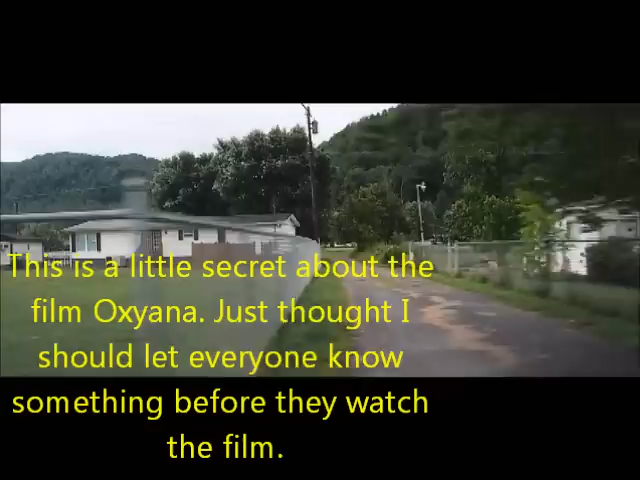 This is a little secret about the
film Oxyana. Just thought I
should let everyone know
something before they watch
the film.